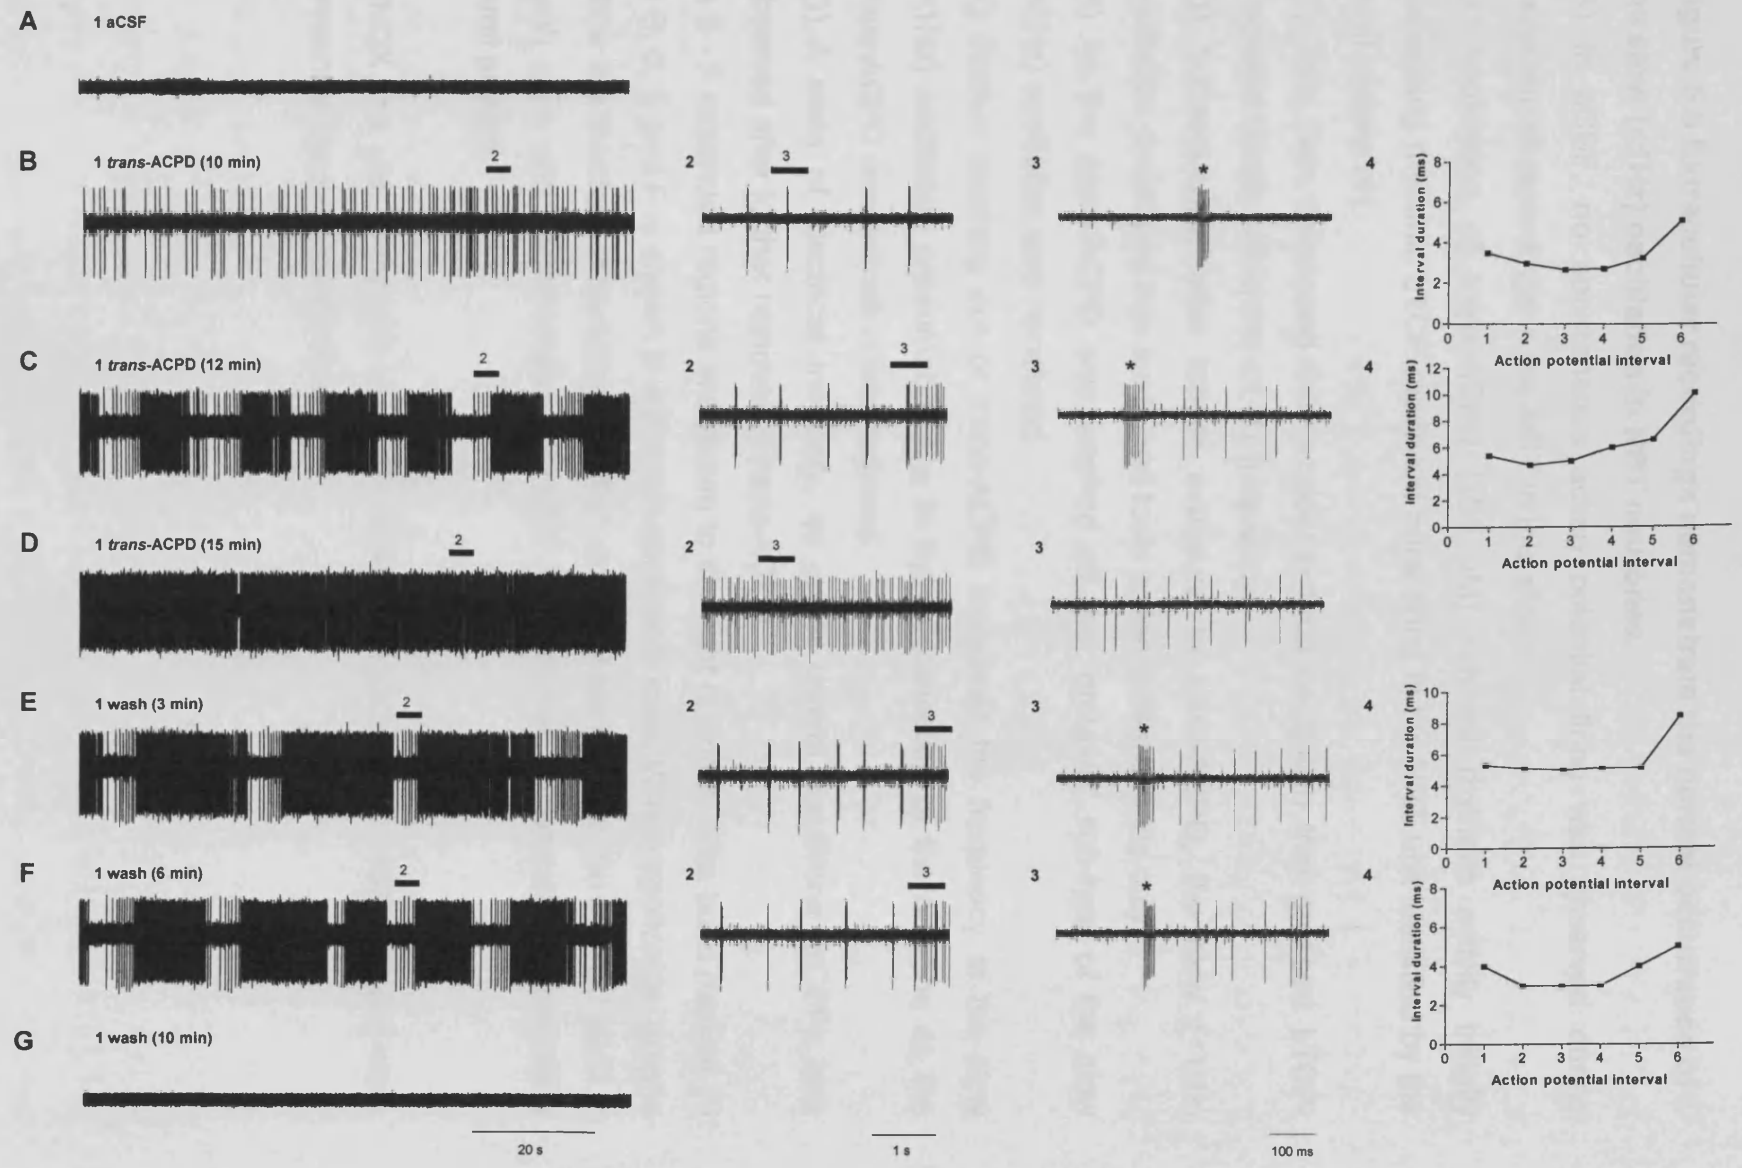 A
1 aCSF
B
1 trans-ACPD (10 min)
2
2
3
3
*
4
Interval duration (ms)
8
6
4
2
0
0 1 2 3 4 5 6
Action potential interval
C
1 trans-ACPD (12 min)
2
2
3
3
*
4
Interval duration (ms)
12
10
8
6
4
2
0
0 1 2 3 4 5 6
Action potential interval
D
1 trans-ACPD (15 min)
2
2
3
3
E
1 wash (3 min)
2
2
3
3
*
4
Interval duration (ms)
10
8
6
4
2
0
0 1 2 3 4 5 6
Action potential interval
F
1 wash (6 min)
2
2
3
3
*
4
Interval duration (ms)
8
6
4
2
0
0 1 2 3 4 5 6
Action potential interval
G
1 wash (10 min)
20 s
1 s
100 ms